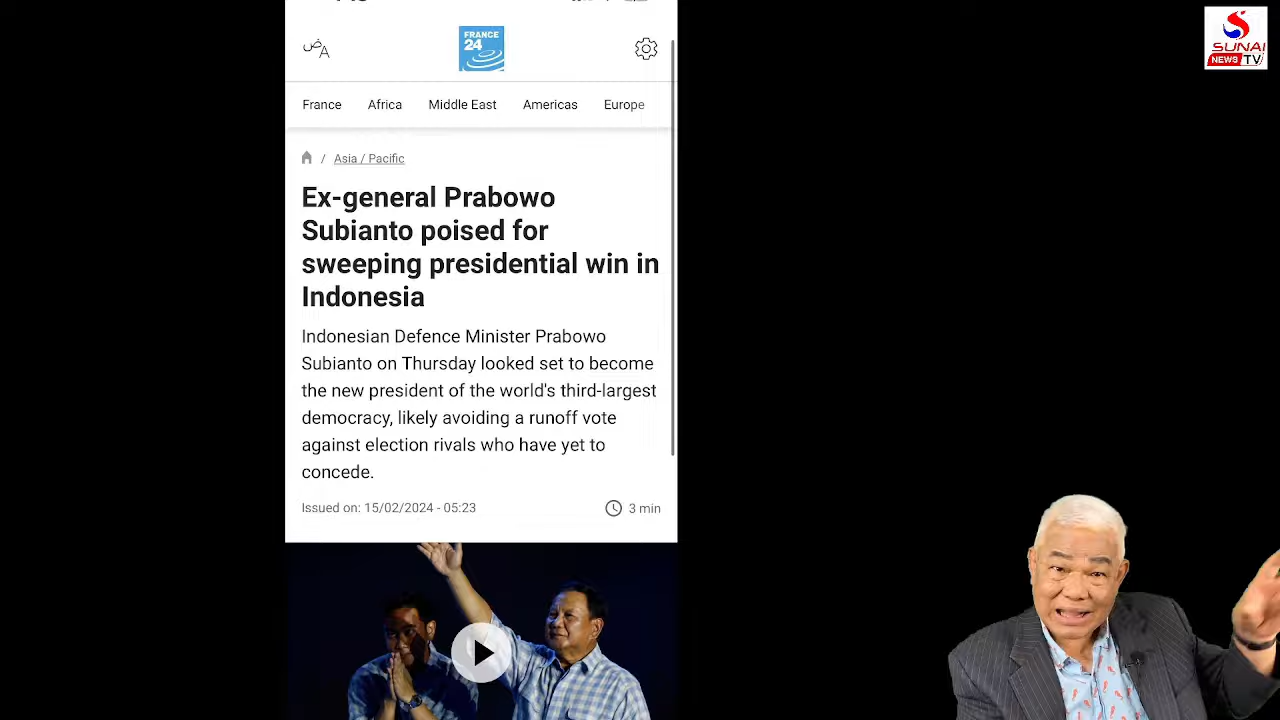 FRANCE
24
SUNAI
NEWS TV
France Africa Middle East Americas Europe
/ Asia / Pacific
Ex-general Prabowo
Subianto poised for
sweeping presidential win in
Indonesia
Indonesian Defence Minister Prabowo
Subianto on Thursday looked set to become
the new president of the world's third-largest
democracy, likely avoiding a runoff vote
against election rivals who have yet to
concede.
Issued on: 15/02/2024 - 05:23 3 min